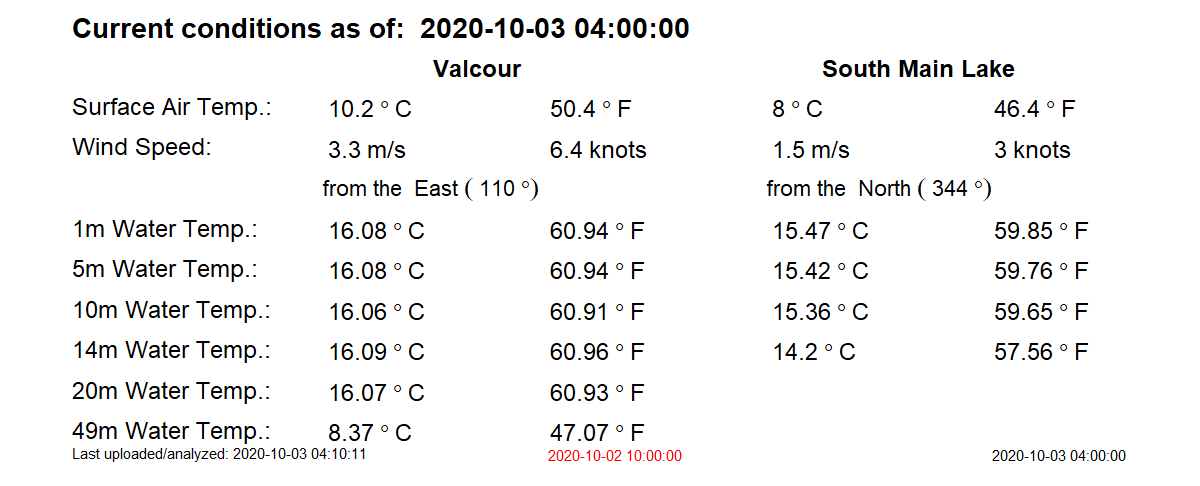 Current conditions as of: 2020-10-03 04:00:00
Valcour South Main Lake
Surface Air Temp.: 10.2 ° C 50.4 ° F 8 ° C 46.4 ° F
Wind Speed: 3.3 m/s 6.4 knots 1.5 m/s 3 knots
from the East ( 110 °) from the North ( 344 °)
1m Water Temp.: 16.08 ° C 60.94 ° F 15.47 ° C 59.85 ° F
5m Water Temp.: 16.08 ° C 60.94 ° F 15.42 ° C 59.76 ° F
10m Water Temp.: 16.06 ° C 60.91 ° F 15.36 ° C 59.65 ° F
14m Water Temp.: 16.09 ° C 60.96 ° F 14.2 ° C 57.56 ° F
20m Water Temp.: 16.07 ° C 60.93 ° F
49m Water Temp.: 8.37 ° C 47.07 ° F
Last uploaded/analyzed: 2020-10-03 04:10:11 2020-10-02 10:00:00 2020-10-03 04:00:00